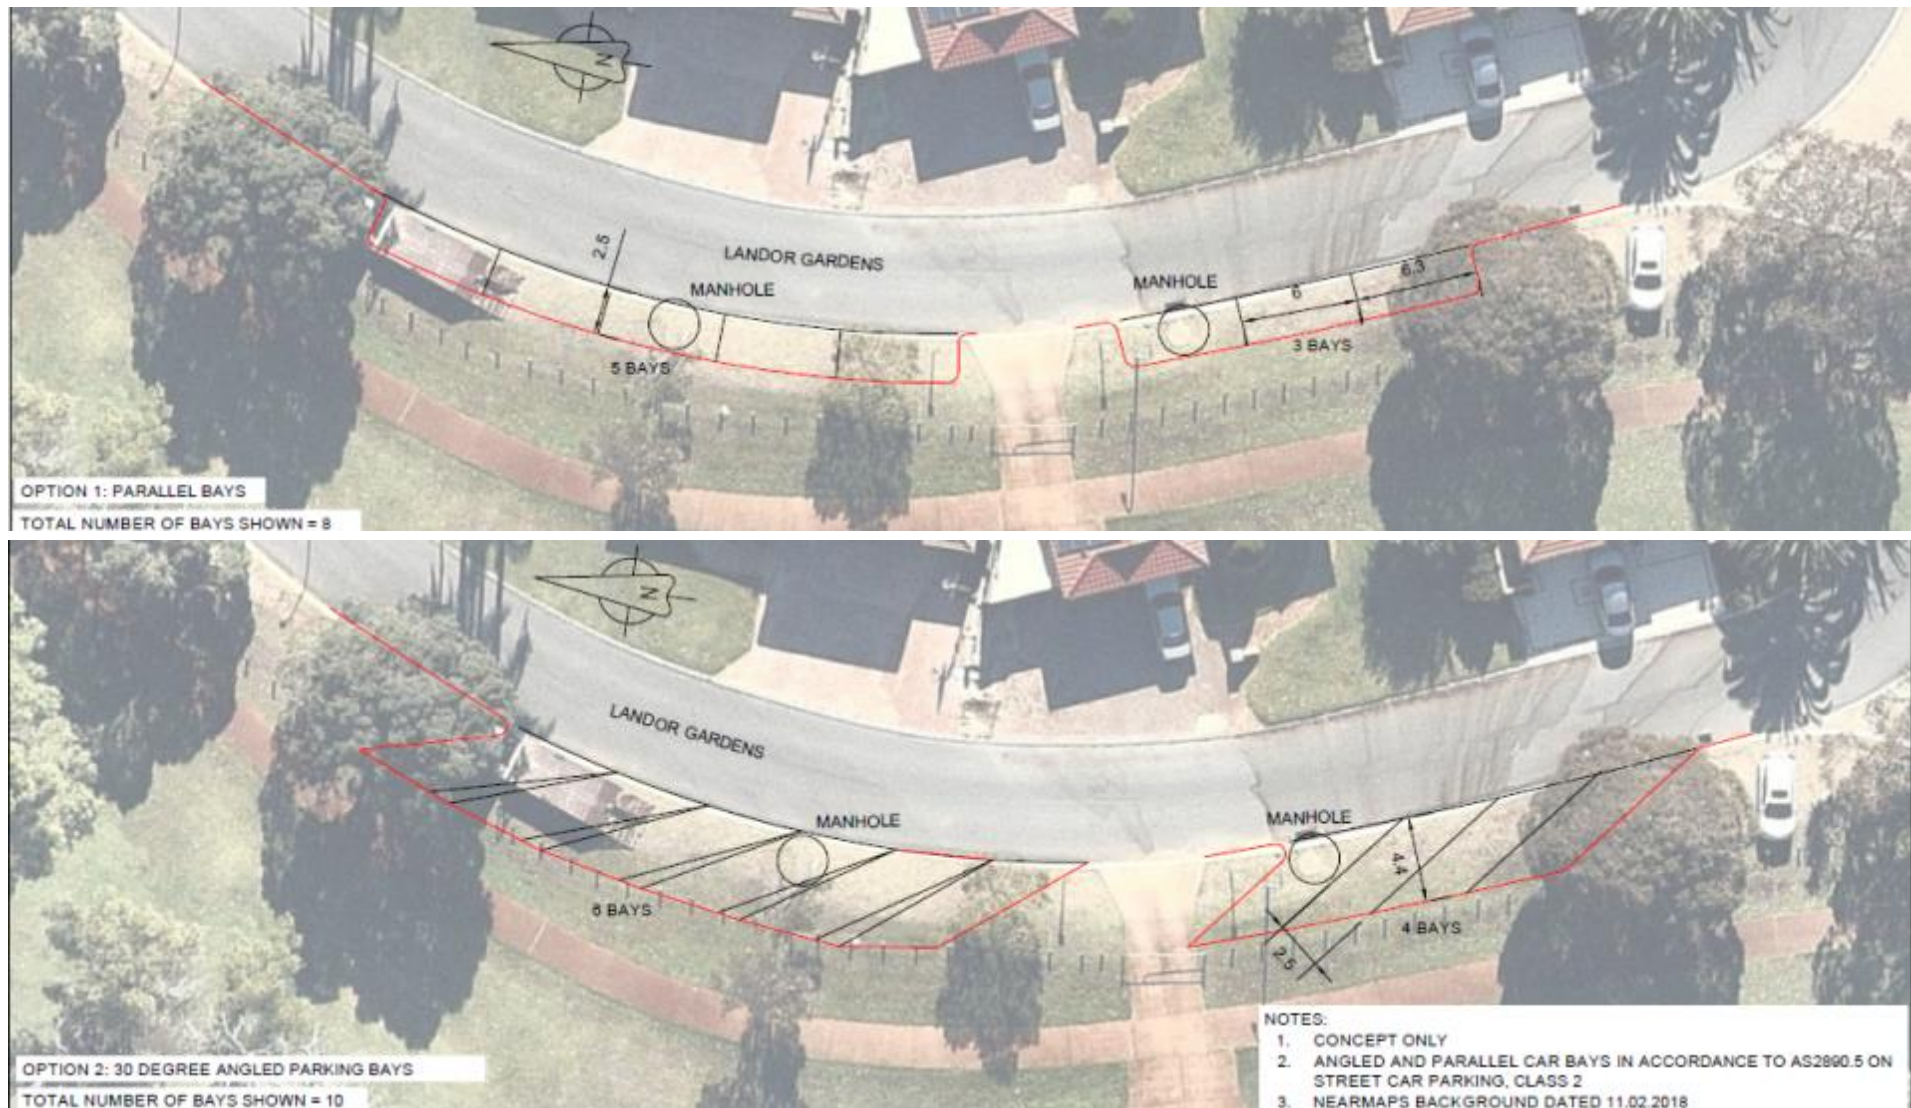 N
2.5
LANDOR GARDENS
MANHOLE
MANHOLE
6
6.3
5 BAYS
3 BAYS
OPTION 1: PARALLEL BAYS
TOTAL NUMBER OF BAYS SHOWN = 8
N
LANDOR GARDENS
MANHOLE
MANHOLE
4.4
6 BAYS
4 BAYS
2.5
OPTION 2: 30 DEGREE ANGLED PARKING BAYS
TOTAL NUMBER OF BAYS SHOWN = 10
NOTES:
1. CONCEPT ONLY
2. ANGLED AND PARALLEL CAR BAYS IN ACCORDANCE TO AS2890.5 ON
STREET CAR PARKING, CLASS 2
3. NEARMAPS BACKGROUND DATED 11.02.2018